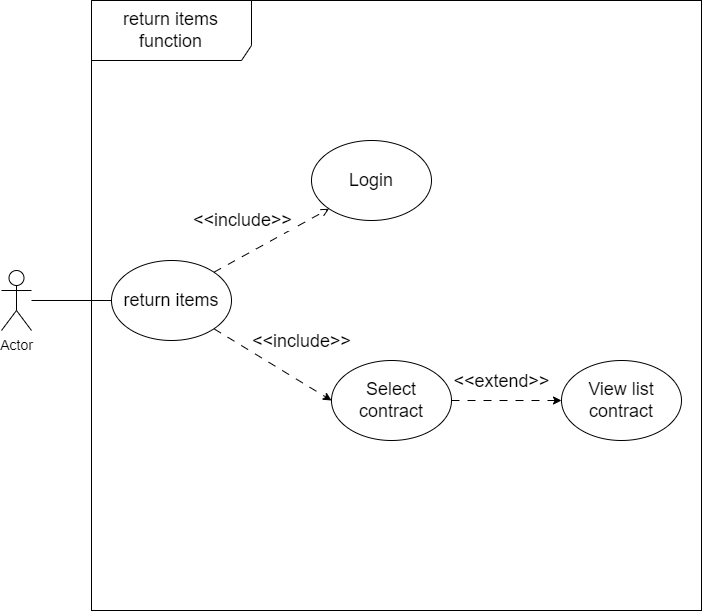 return items
function
Login
<<include>>
return items
Actor
<<include>>
Select
contract
<<extend>>
View list
contract